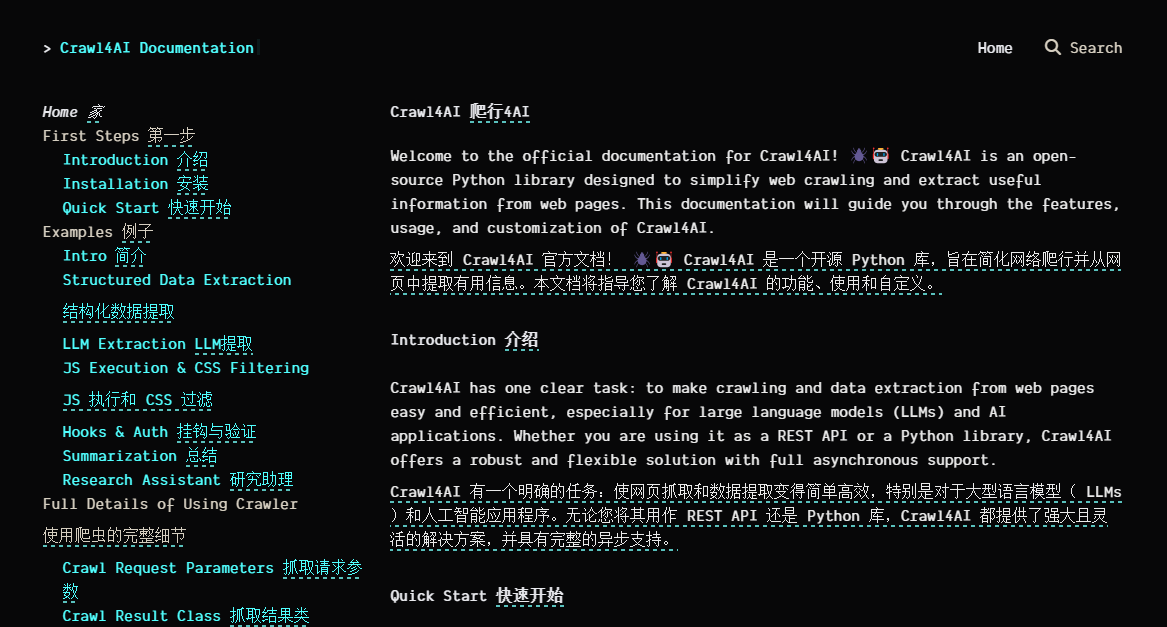 > Crawl4AI Documentation
Home
Search
Home 家
First Steps 第一步
Introduction 介绍
Installation 安装
Quick Start 快速开始
Examples 例子
Intro 简介
Structured Data Extraction
结构化数据提取
LLM Extraction LLM提取
JS Execution & CSS Filtering
JS 执行和 CSS 过滤
Hooks & Auth 挂钩与验证
Summarization 总结
Research Assistant 研究助理
Full Details of Using Crawler
使用爬虫的完整细节
Crawl Request Parameters 抓取请求参
数
Crawl Result Class 抓取结果类
Crawl4AI 爬行4AI
Welcome to the official documentation for Crawl4AI! 🕷️🤖 Crawl4AI is an open-
source Python library designed to simplify web crawling and extract useful
information from web pages. This documentation will guide you through the features,
usage, and customization of Crawl4AI.
欢迎来到 Crawl4AI 官方文档！ 🕷️🤖 Crawl4AI 是一个开源 Python 库，旨在简化网络爬行并从网
页中提取有用信息。本文档将指导您了解 Crawl4AI 的功能、使用和自定义。
Introduction 介绍
Crawl4AI has one clear task: to make crawling and data extraction from web pages
easy and efficient, especially for large language models (LLMs) and AI
applications. Whether you are using it as a REST API or a Python library, Crawl4AI
offers a robust and flexible solution with full asynchronous support.
Crawl4AI 有一个明确的任务：使网页抓取和数据提取变得简单高效，特别是对于大型语言模型（ LLMs
）和人工智能应用程序。无论您将其用作 REST API 还是 Python 库，Crawl4AI 都提供了强大且灵
活的解决方案，并具有完整的异步支持。
Quick Start 快速开始